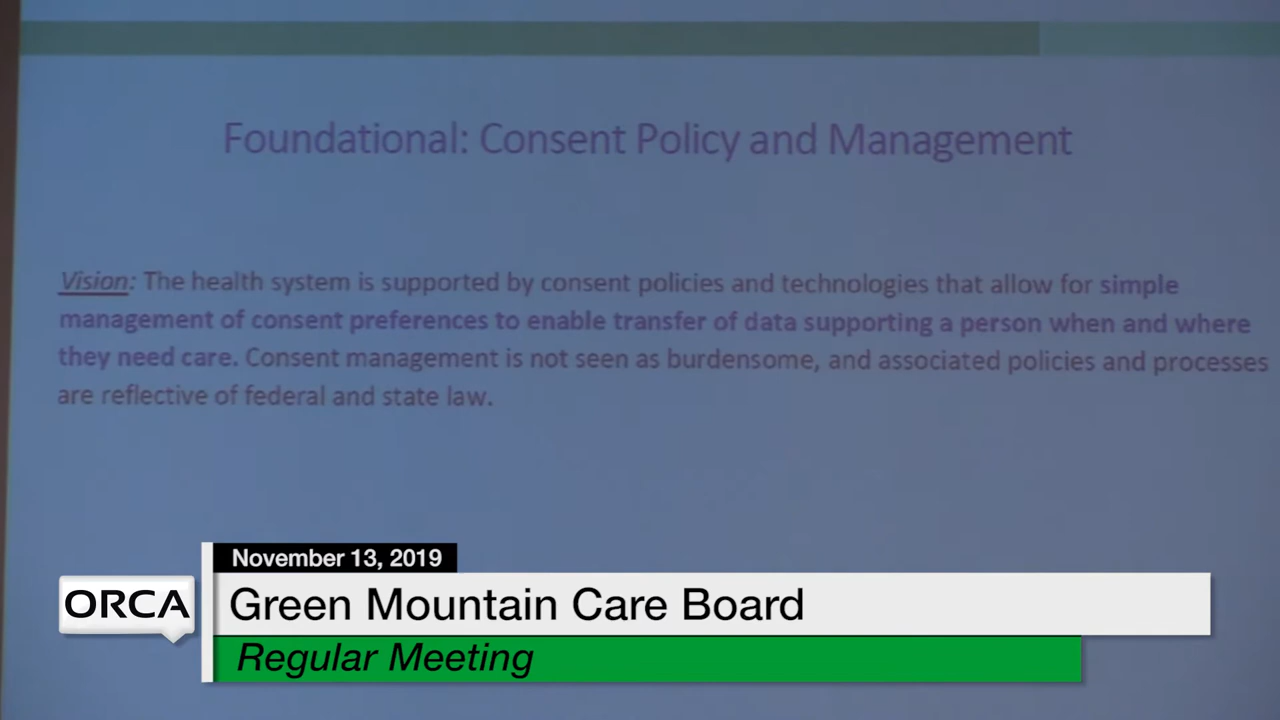 Foundational: Consent Policy and Management
Vision: The health system is supported by consent policies and technologies that allow for simple
management of consent preferences to enable transfer of data supporting a person when and where
they need care. Consent management is not seen as burdensome, and associated policies and processes
are reflective of federal and state law.
November 13, 2019
ORCA
Green Mountain Care Board
Regular Meeting